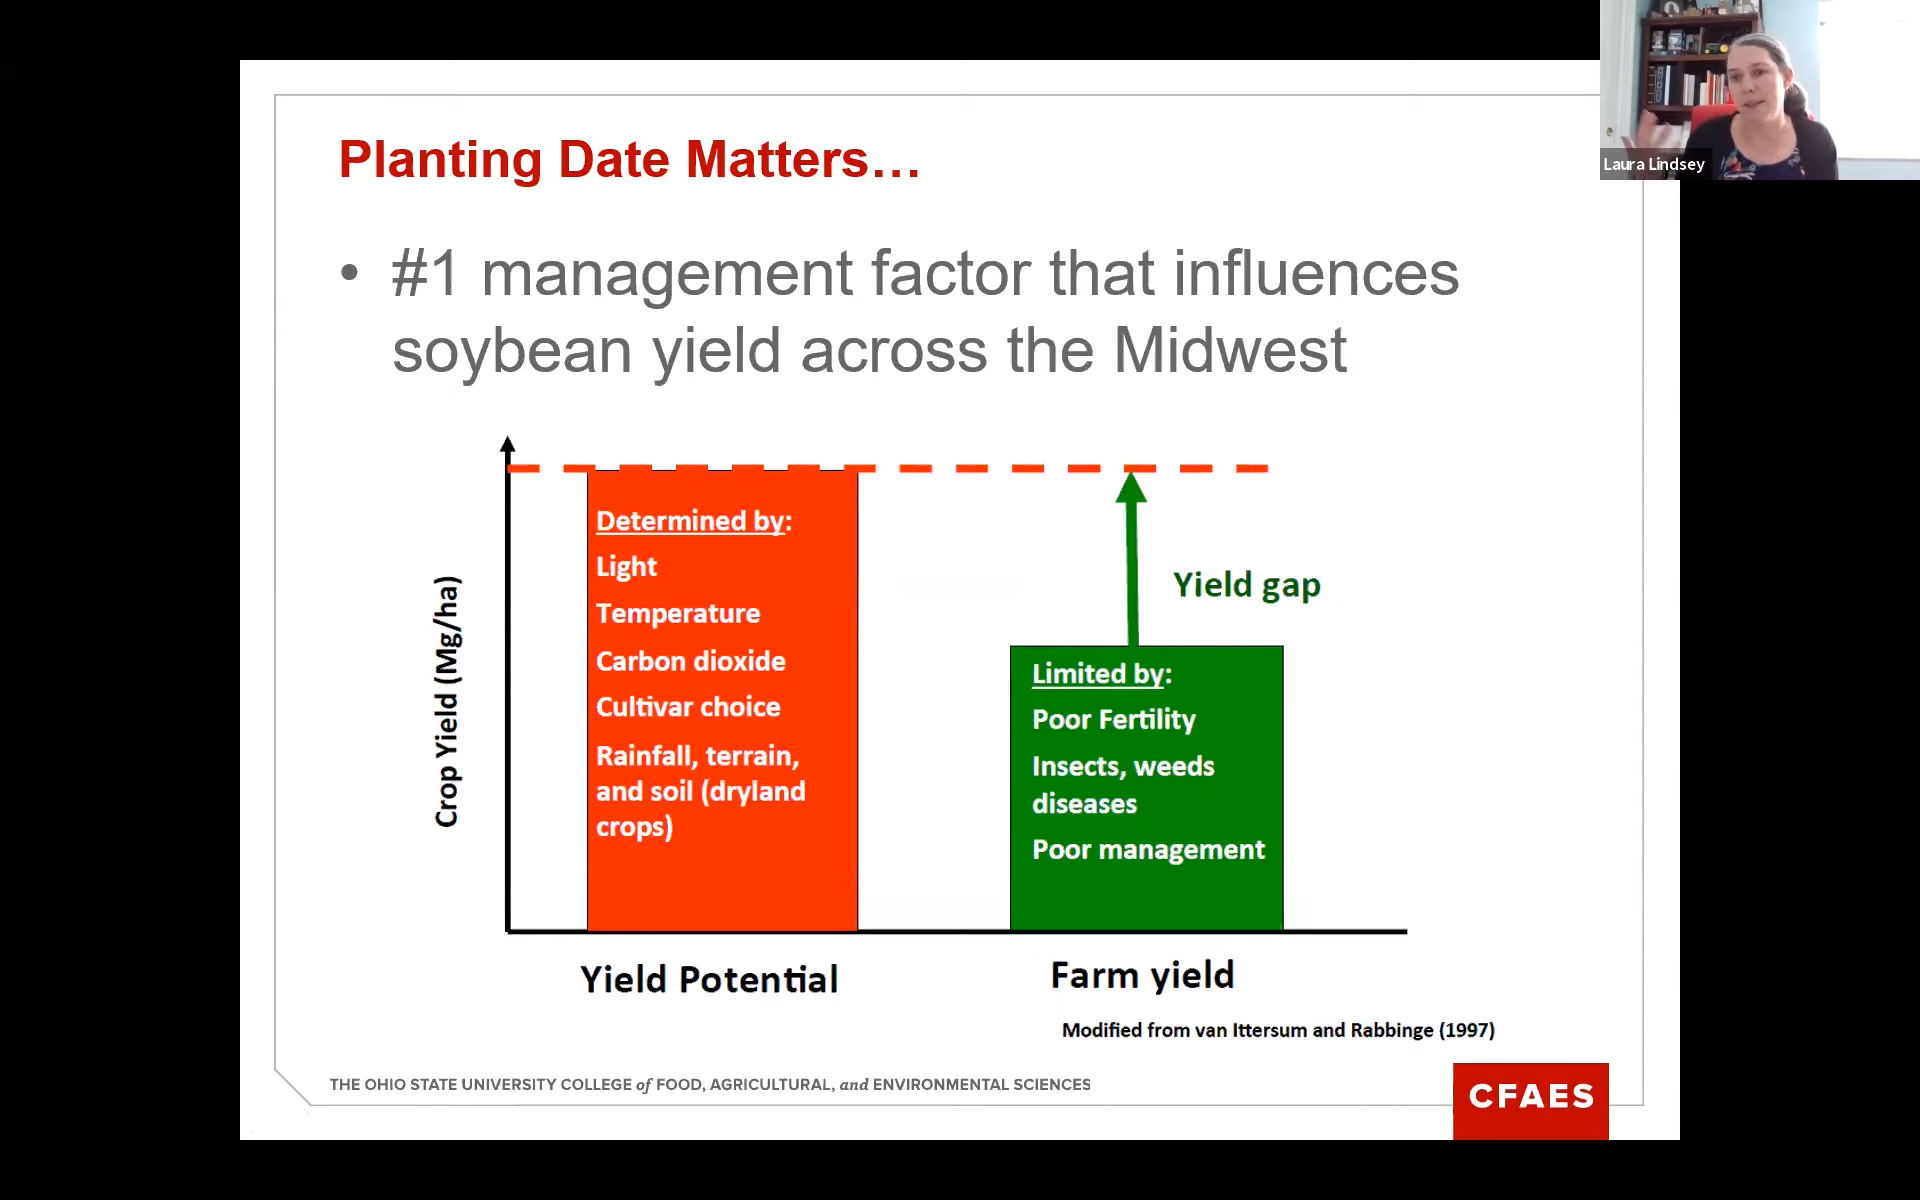 Planting Date Matters…
• #1 management factor that influences
soybean yield across the Midwest
Crop Yield (Mg/ha)
Determined by:
Light
Temperature
Carbon dioxide
Cultivar choice
Rainfall, terrain,
and soil (dryland
crops)
Yield gap
Limited by:
Poor Fertility
Insects, weeds
diseases
Poor management
Yield Potential
Farm yield
Modified from van Ittersum and Rabbinge (1997)
THE OHIO STATE UNIVERSITY COLLEGE of FOOD, AGRICULTURAL, and ENVIRONMENTAL SCIENCES
CFAES
Laura Lindsey